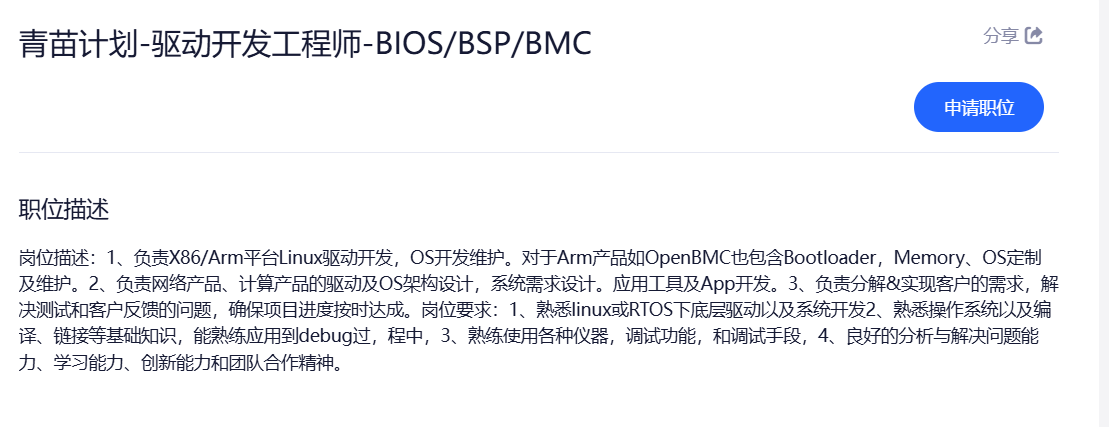 青苗计划-驱动开发工程师-BIOS/BSP/BMC
分享
申请职位
职位描述
岗位描述：1、负责X86/Arm平台Linux驱动开发，OS开发维护。对于Arm产品如OpenBMC也包含Bootloader，Memory、OS定制
及维护。2、负责网络产品、计算产品的驱动及OS架构设计，系统需求设计。应用工具及App开发。3、负责分解&实现客户的需求，解
决测试和客户反馈的问题，确保项目进度按时达成。岗位要求：1、熟悉linux或RTOS下底层驱动以及系统开发2、熟悉操作系统以及编
译、链接等基础知识，能熟练应用到debug过，程中，3、熟练使用各种仪器，调试功能，和调试手段，4、良好的分析与解决问题能
力、学习能力、创新能力和团队合作精神。